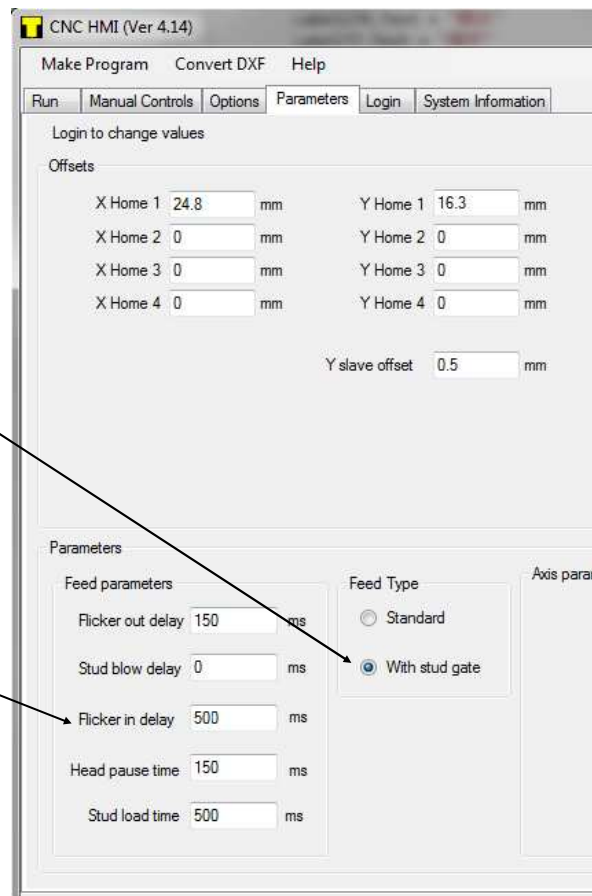 CNC HMI (Ver 4.14)
Make Program Convert DXF Help
Run Manual Controls Options Parameters Login System Information
Login to change values
Offsets
X Home 1 24.8 mm Y Home 1 16.3 mm
X Home 2 0 mm Y Home 2 0 mm
X Home 3 0 mm Y Home 3 0 mm
X Home 4 0 mm Y Home 4 0 mm
Y slave offset 0.5 mm
Parameters
Feed parameters Feed Type Axis para
Flicker out delay 150 ms Standard
Stud blow delay 0 ms With stud gate
Flicker in delay 500 ms
Head pause time 150 ms
Stud load time 500 ms